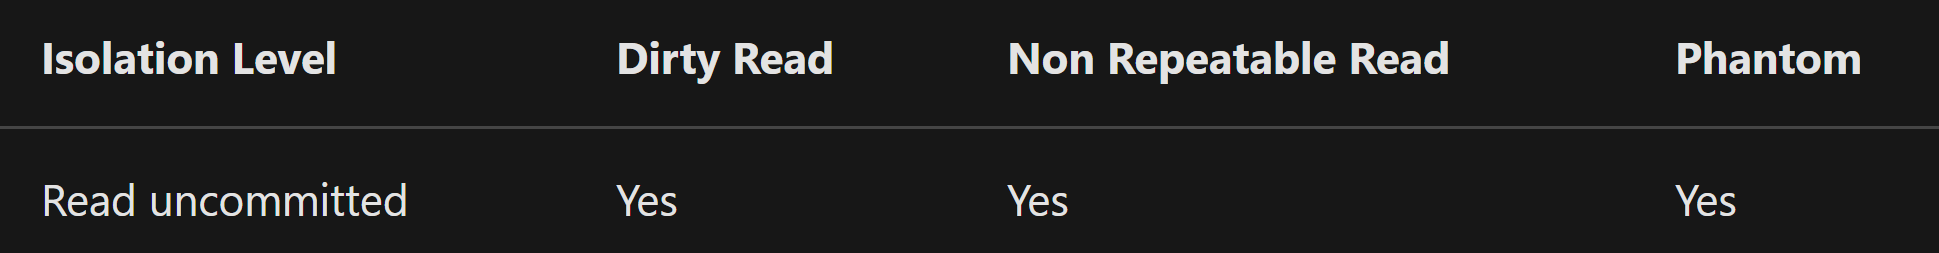 Isolation Level Dirty Read Non Repeatable Read Phantom
Read uncommitted Yes Yes Yes